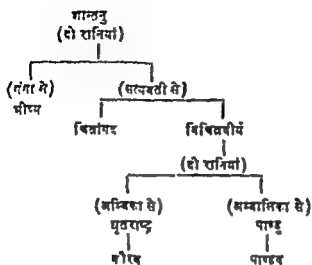 शान्तनु
(दो रानियां)
(गंगा से) (सत्यवती से)
भीष्म
चित्रांगद विचित्रवीर्य
(दो रानियां)
(अम्बिका से) (अम्बालिका से)
धृतराष्ट्र पाण्डु
कौरव पाण्डव